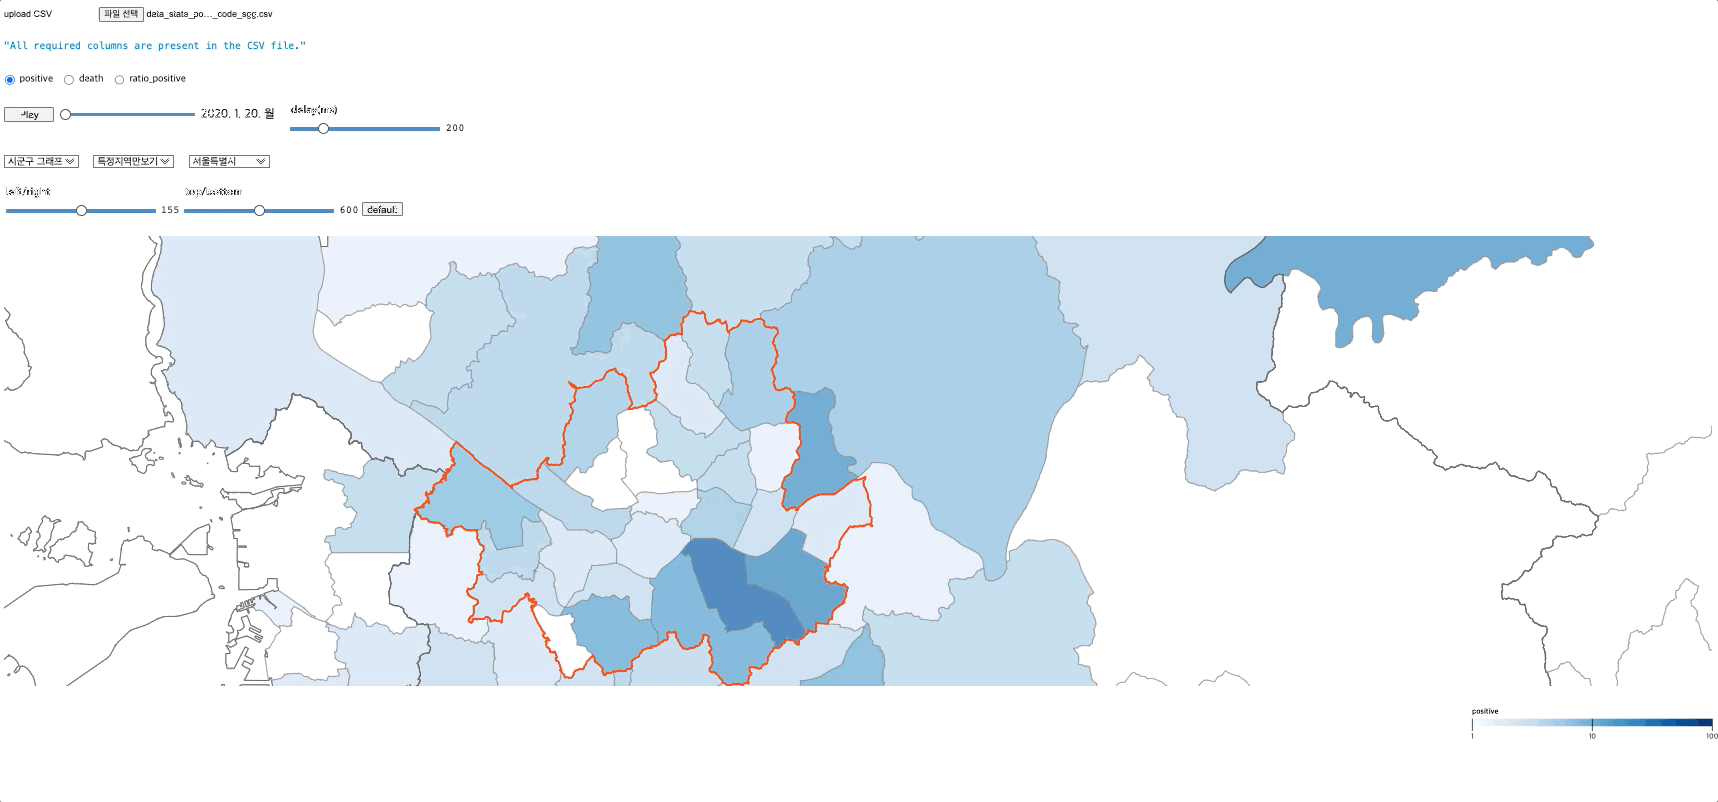 upload CSV 파일 선택 data_stats_po..._code_sgg.csv
"All required columns are present in the CSV file."
positive death ratio_positive
Play 2020. 1. 20. 월 delay(ms) 200
시군구 그래프 특정지역만보기 서울특별시
left/right 155 top/bottom 600 default
positive
1 10 100